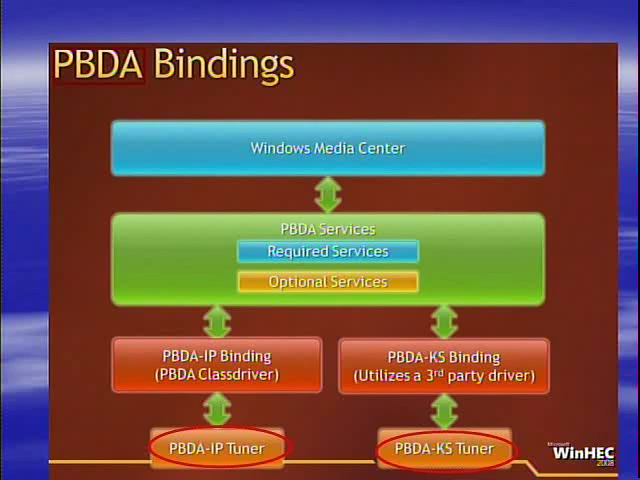 PBDA Bindings
Windows Media Center
PBDA Services
Required Services
Optional Services
PBDA-IP Binding
(PBDA Classdriver)
PBDA-KS Binding
(Utilizes a 3rd party driver)
PBDA-IP Tuner
PBDA-KS Tuner
Microsoft
WinHEC
2008